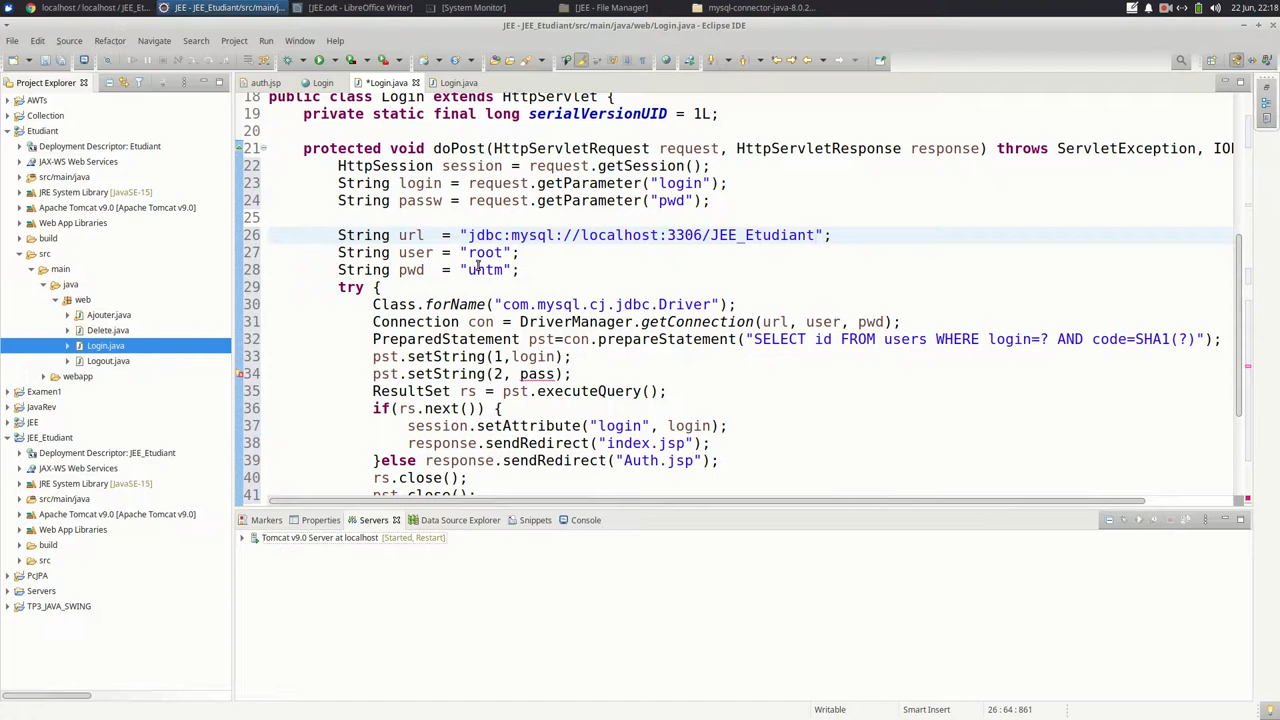 localhost / localhost / JEE_Et...
JEE - JEE_Etudiant/src/main/j...
[JEE.odt - LibreOffice Writer]
[System Monitor]
[JEE - File Manager]
mysql-connector-java-8.0.2...
22 Jun, 22:18
JEE - JEE_Etudiant/src/main/java/web/Login.java - Eclipse IDE
File Edit Source Refactor Navigate Search Project Run Window Help
Project Explorer
AWTs
Collection
Etudiant
Deployment Descriptor: Etudiant
JAX-WS Web Services
src/main/java
JRE System Library [JavaSE-15]
Apache Tomcat v9.0 [Apache Tomcat v9.0]
Web App Libraries
build
src
main
java
web
Ajouter.java
Delete.java
Login.java
Logout.java
webapp
Examen1
JavaRev
JEE
JEE_Etudiant
Deployment Descriptor: JEE_Etudiant
JAX-WS Web Services
JRE System Library [JavaSE-15]
src/main/java
Apache Tomcat v9.0 [Apache Tomcat v9.0]
Web App Libraries
build
src
PcJPA
Servers
TP3_JAVA_SWING
auth.jsp Login *Login.java Login.java
18 public class Login extends HttpServlet {
19 private static final long serialVersionUID = 1L;
20
21 protected void doPost(HttpServletRequest request, HttpServletResponse response) throws ServletException, IOE
22 HttpSession session = request.getSession();
23 String login = request.getParameter("login");
24 String passw = request.getParameter("pwd");
25
26 String url = "jdbc:mysql://localhost:3306/JEE_Etudiant";
27 String user = "root";
28 String pwd = "untm";
29 try {
30 Class.forName("com.mysql.cj.jdbc.Driver");
31 Connection con = DriverManager.getConnection(url, user, pwd);
32 PreparedStatement pst=con.prepareStatement("SELECT id FROM users WHERE login=? AND code=SHA1(?)");
33 pst.setString(1,login);
34 pst.setString(2, pass);
35 ResultSet rs = pst.executeQuery();
36 if(rs.next()) {
37 session.setAttribute("login", login);
38 response.sendRedirect("index.jsp");
39 }else response.sendRedirect("Auth.jsp");
40 rs.close();
41 pst.close();
Markers Properties Servers Data Source Explorer Snippets Console
Tomcat v9.0 Server at localhost [Started, Restart]
Writable Smart Insert 26 : 64 : 861